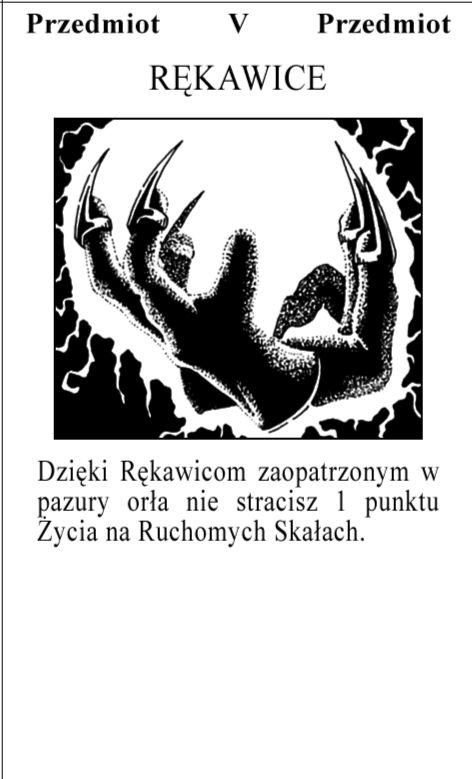 Przedmiot V Przedmiot
RĘKAWICE
Dzięki Rękawicom zaopatrzonym w
pazury orła nie stracisz 1 punktu
Życia na Ruchomych Skałach.